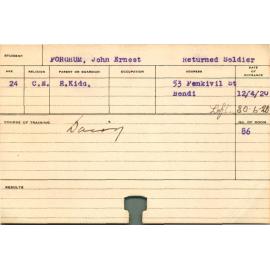 STUDENT FORGHUM, John Ernest Returned Soldier
AGE RELIGION PARENT OR GUARDIAN OCCUPATION ADDRESS DATE OF ENTRANCE
24 C.E. R.Kidd, 53 Penkivil St
Bondi 12/4/20
Left 30-6-20
COURSE OF TRAINING NO. OF ROOM
Dairy 86
RESULTS